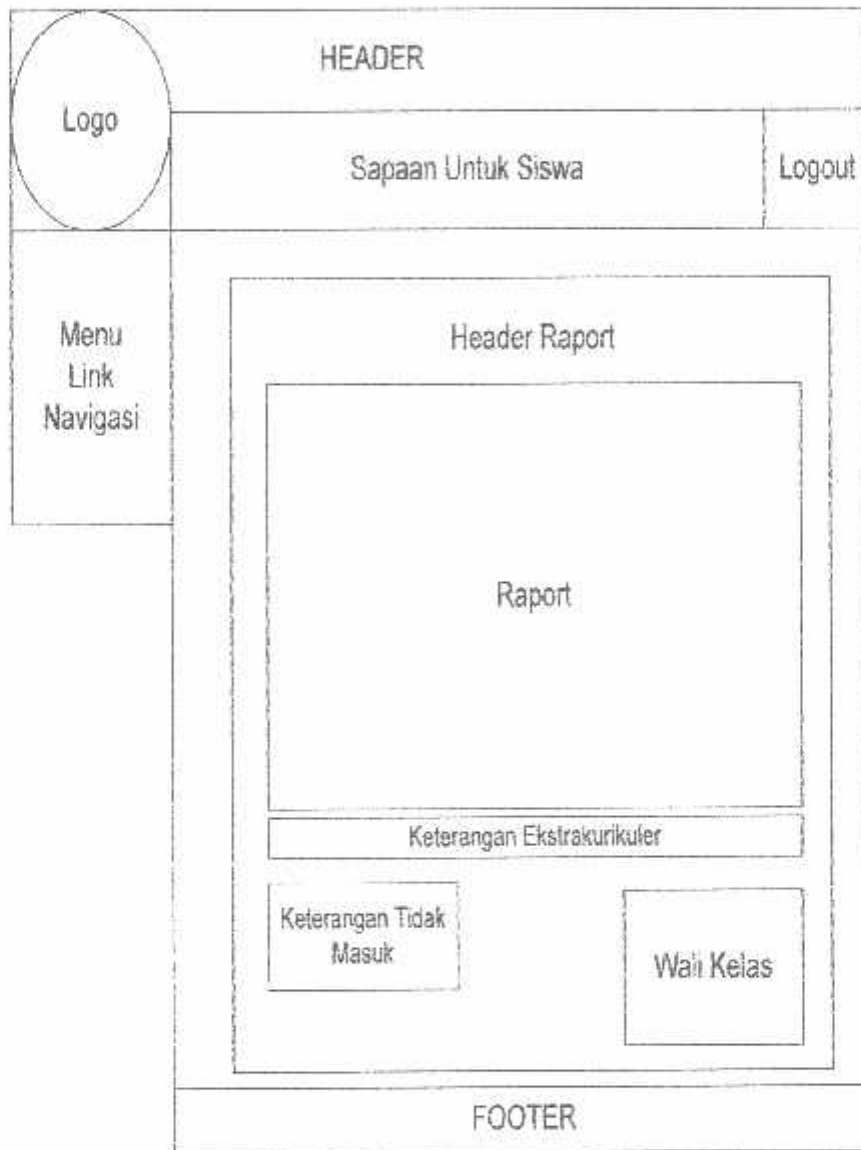 HEADER
Logo
Sapaan Untuk Siswa
Logout
Menu
Link
Navigasi
Header Raport
Raport
Keterangan Ekstrakurikuler
Keterangan Tidak
Masuk
Wali Kelas
FOOTER